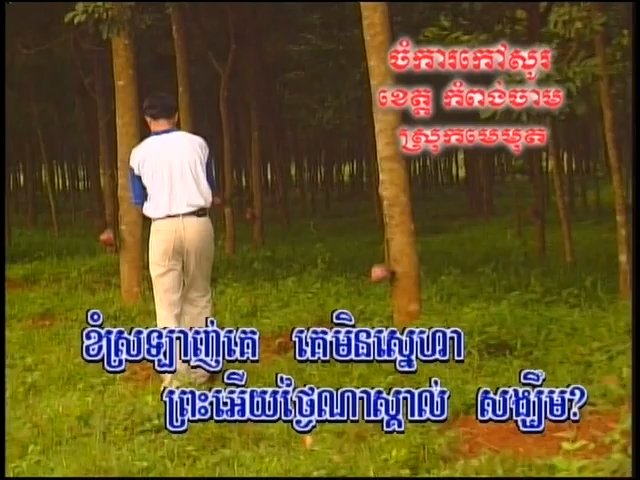 ចំការកៅស៊ូរ
ខេត្ត កំពង់ចាម
ស្រុកមេមុត
ខំស្រឡាញ់គេ គេមិនស្នេហា
ព្រះអើយថ្ងៃណាស្គាល់ សង្ឃឹម?